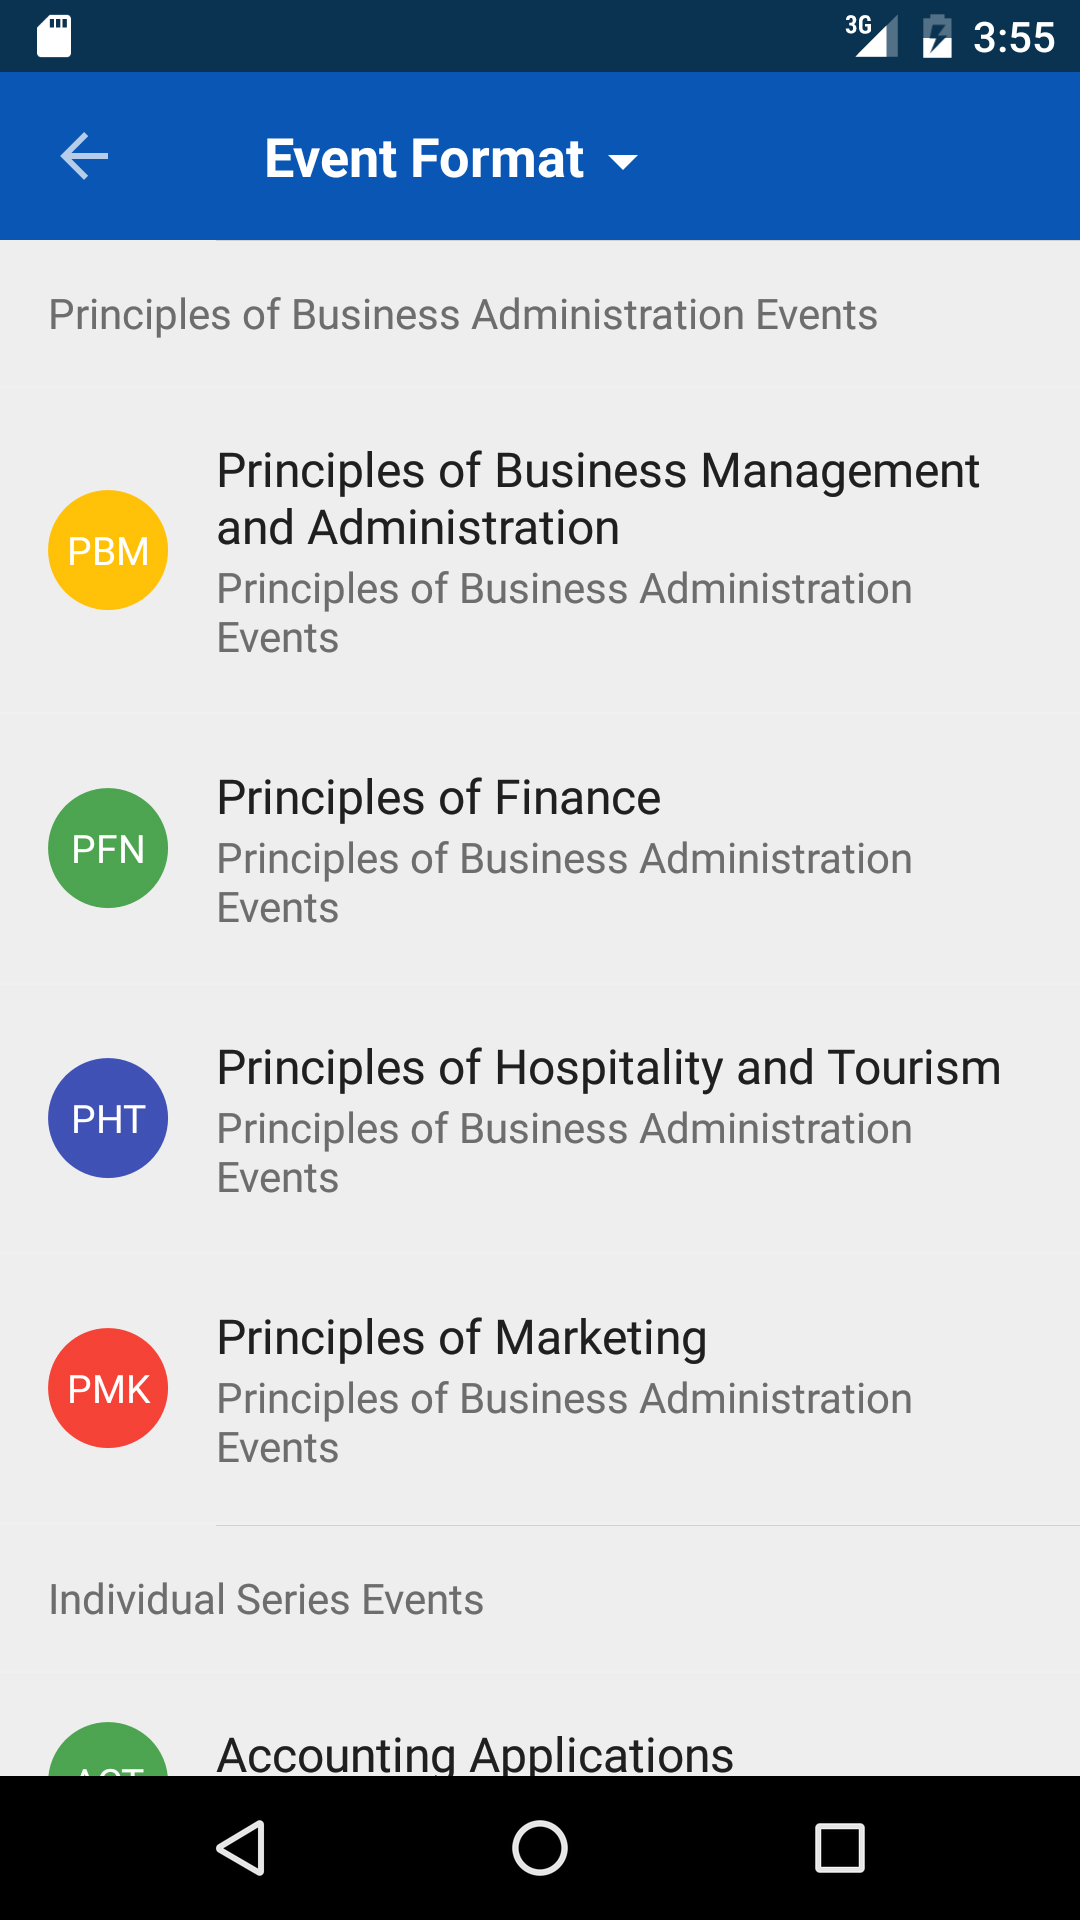 3G 3:55
Event Format
Principles of Business Administration Events
PBM
Principles of Business Management
and Administration
Principles of Business Administration
Events
PFN
Principles of Finance
Principles of Business Administration
Events
PHT
Principles of Hospitality and Tourism
Principles of Business Administration
Events
PMK
Principles of Marketing
Principles of Business Administration
Events
Individual Series Events
ACT
Accounting Applications